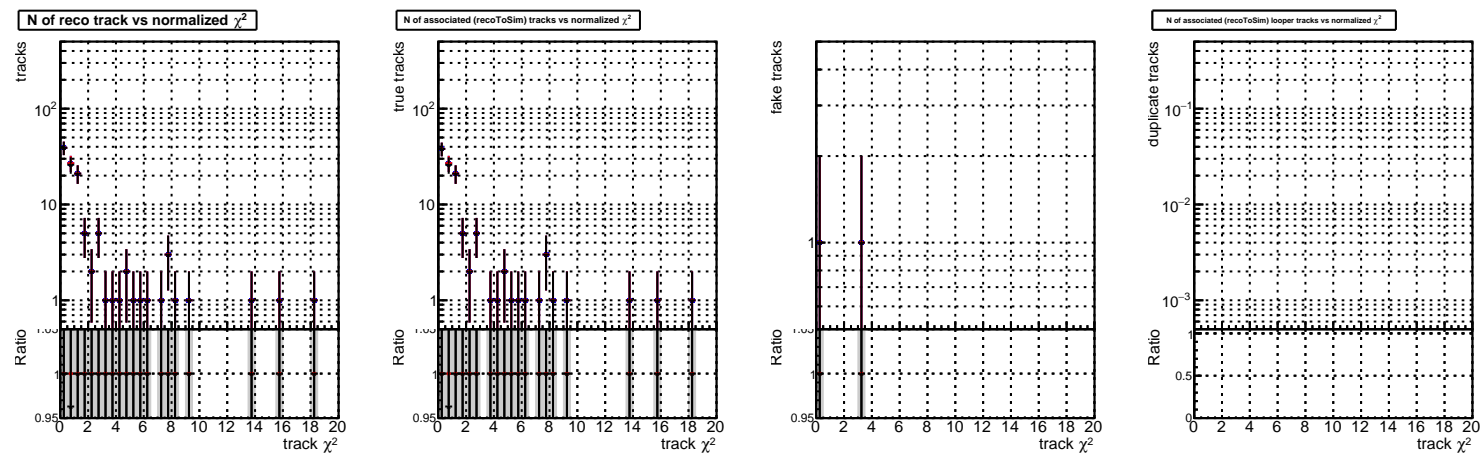 N of reco track vs normalized χ²
tracks
10²
10
1
Ratio
1.05
1
0.95
0 2 4 6 8 10 12 14 16 18 20
track χ²
N of associated (recoToSim) tracks vs normalized χ²
true tracks
10²
10
1
Ratio
1.05
1
0.95
0 2 4 6 8 10 12 14 16 18 20
track χ²
fake tracks
1
Ratio
1.05
1
0.95
0 2 4 6 8 10 12 14 16 18 20
track χ²
N of associated (recoToSim) looper tracks vs normalized χ²
duplicate tracks
10⁻¹
10⁻²
10⁻³
Ratio
1
0.5
0
0 2 4 6 8 10 12 14 16 18 20
track χ²